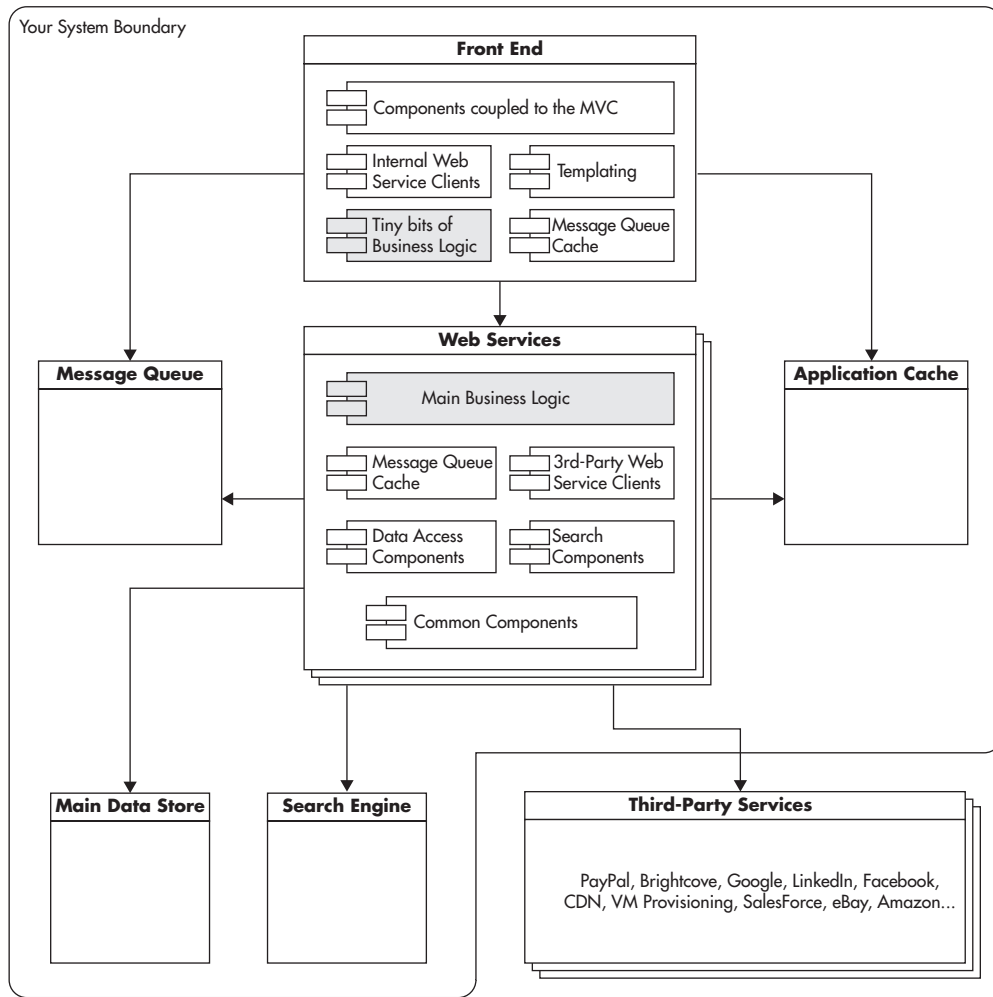 Your System Boundary
Front End
Components coupled to the MVC
Internal Web
Service Clients
Templating
Tiny bits of
Business Logic
Message Queue
Cache
Web Services
Main Business Logic
Message Queue
Cache
3rd-Party Web
Service Clients
Data Access
Components
Search
Components
Common Components
Message Queue
Application Cache
Main Data Store
Search Engine
Third-Party Services
PayPal, Brightcove, Google, LinkedIn, Facebook,
CDN, VM Provisioning, SalesForce, eBay, Amazon...